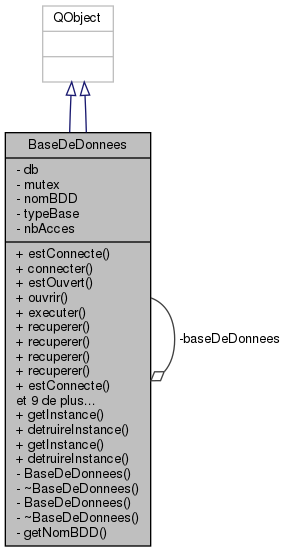 QObject
BaseDeDonnees
- db
- mutex
- nomBDD
- typeBase
- nbAcces
+ estConnecte()
+ connecter()
+ estOuvert()
+ ouvrir()
+ executer()
+ recuperer()
+ recuperer()
+ recuperer()
+ recuperer()
+ estConnecte()
et 9 de plus...
+ getInstance()
+ detruireInstance()
+ getInstance()
+ detruireInstance()
- BaseDeDonnees()
- ~BaseDeDonnees()
- BaseDeDonnees()
- ~BaseDeDonnees()
- getNomBDD()
-baseDeDonnees